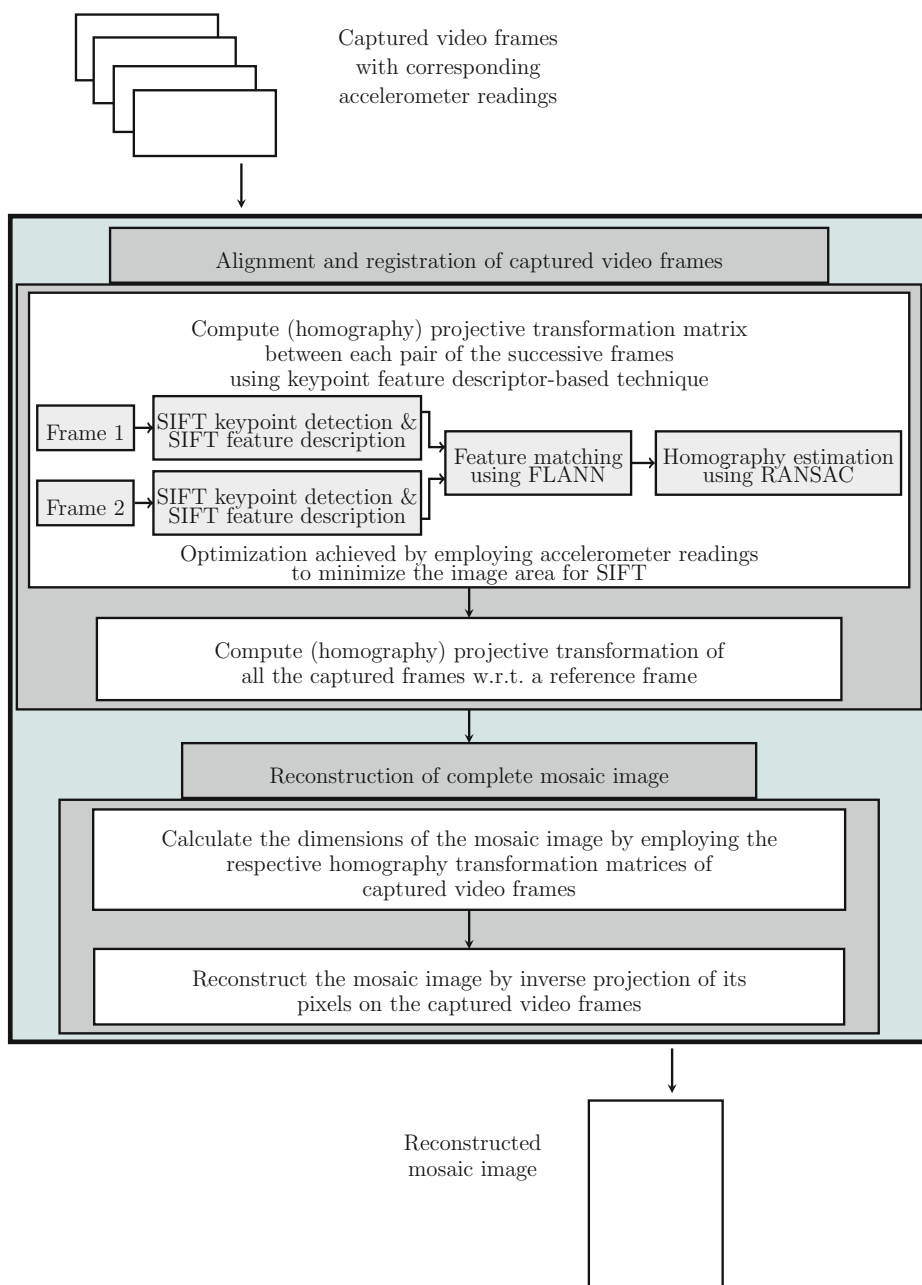 Captured video frames
with corresponding
accelerometer readings
Alignment and registration of captured video frames
Compute (homography) projective transformation matrix
between each pair of the successive frames
using keypoint feature descriptor-based technique
Frame 1
SIFT keypoint detection &
SIFT feature description
Feature matching
using FLANN
Homography estimation
using RANSAC
Frame 2
SIFT keypoint detection &
SIFT feature description
Optimization achieved by employing accelerometer readings
to minimize the image area for SIFT
Compute (homography) projective transformation of
all the captured frames w.r.t. a reference frame
Reconstruction of complete mosaic image
Calculate the dimensions of the mosaic image by employing the
respective homography transformation matrices of
captured video frames
Reconstruct the mosaic image by inverse projection of its
pixels on the captured video frames
Reconstructed
mosaic image